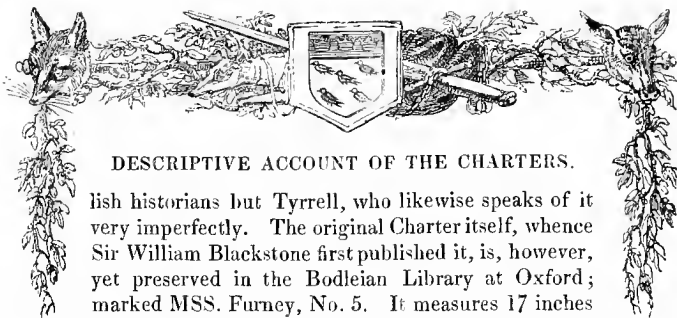 DESCRIPTIVE ACCOUNT OF THE CHARTERS.
lish historians but Tyrrell, who likewise speaks of it
very imperfectly. The original Charter itself, whence
Sir William Blackstone first published it, is, however,
yet preserved in the Bodleian Library at Oxford;
marked MSS. Furney, No. 5. It measures 17 inches